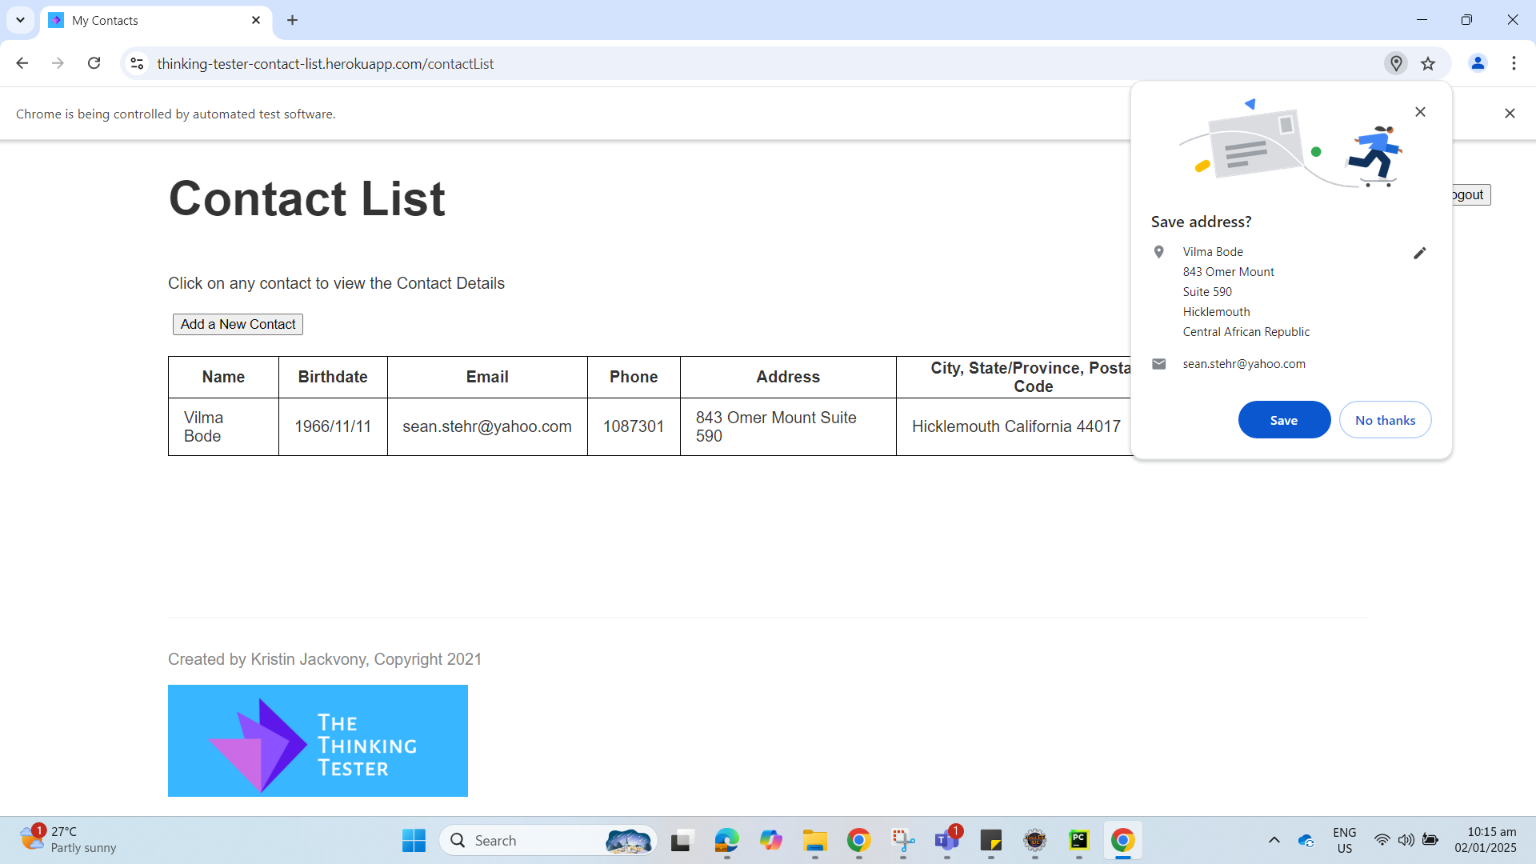 My Contacts
thinking-tester-contact-list.herokuapp.com/contactList
Chrome is being controlled by automated test software.
Contact List
ogout
Click on any contact to view the Contact Details
Add a New Contact
Name Birthdate Email Phone Address City, State/Province, Posta
Code
Vilma
Bode
1966/11/11
sean.stehr@yahoo.com
1087301
843 Omer Mount Suite
590
Hicklemouth California 44017
Save address?
Vilma Bode
843 Omer Mount
Suite 590
Hicklemouth
Central African Republic
sean.stehr@yahoo.com
Save
No thanks
Created by Kristin Jackvony, Copyright 2021
THE
THINKING
TESTER
1
27°C
Partly sunny
Search
1
PC
ENG
US
10:15 am
02/01/2025